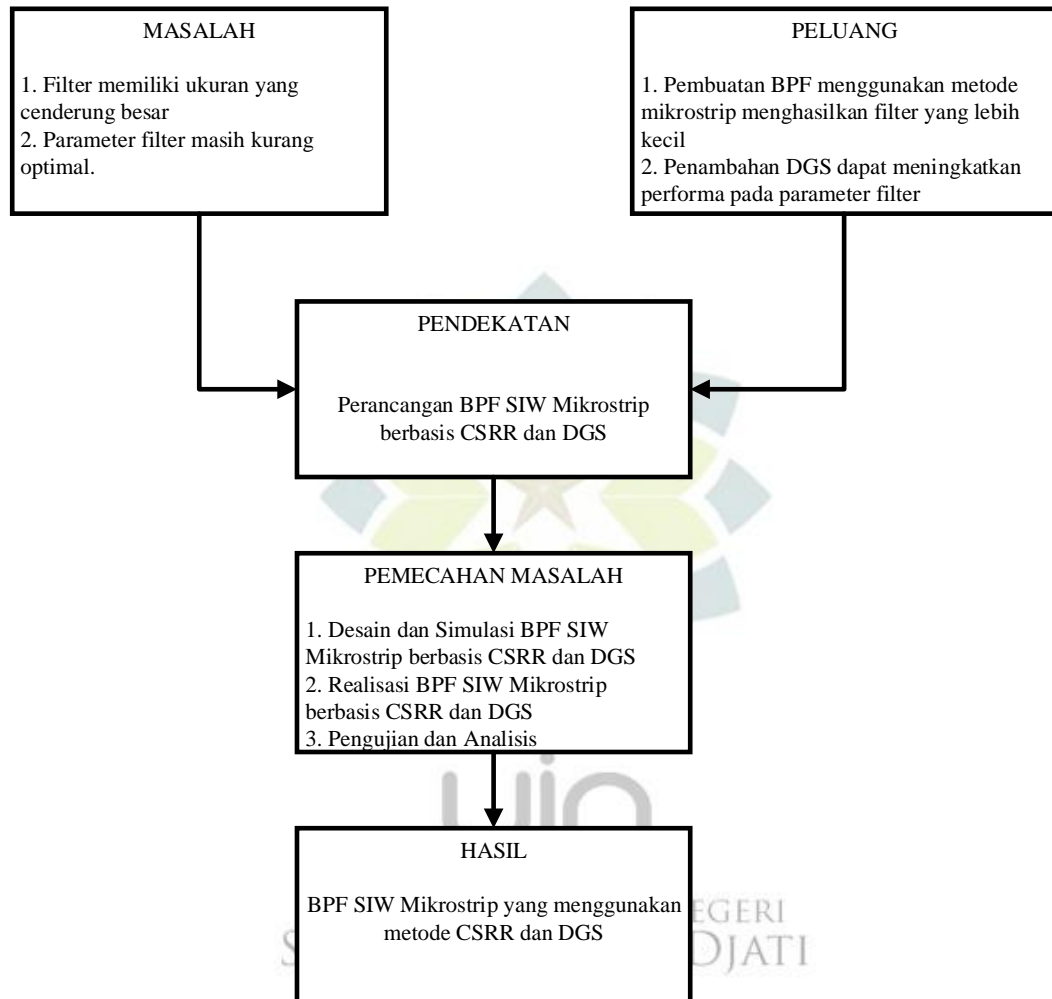 MASALAH
1. Filter memiliki ukuran yang
cenderung besar
2. Parameter filter masih kurang
optimal.
PELUANG
1. Pembuatan BPF menggunakan metode
mikrostrip menghasilkan filter yang lebih
kecil
2. Penambahan DGS dapat meningkatkan
performa pada parameter filter
PENDEKATAN
Perancangan BPF SIW Mikrostrip
berbasis CSRR dan DGS
PEMECAHAN MASALAH
1. Desain dan Simulasi BPF SIW
Mikrostrip berbasis CSRR dan DGS
2. Realisasi BPF SIW Mikrostrip
berbasis CSRR dan DGS
3. Pengujian dan Analisis
uin
HASIL
BPF SIW Mikrostrip yang menggunakan
metode CSRR dan DGS
EGERI
S
DJATI